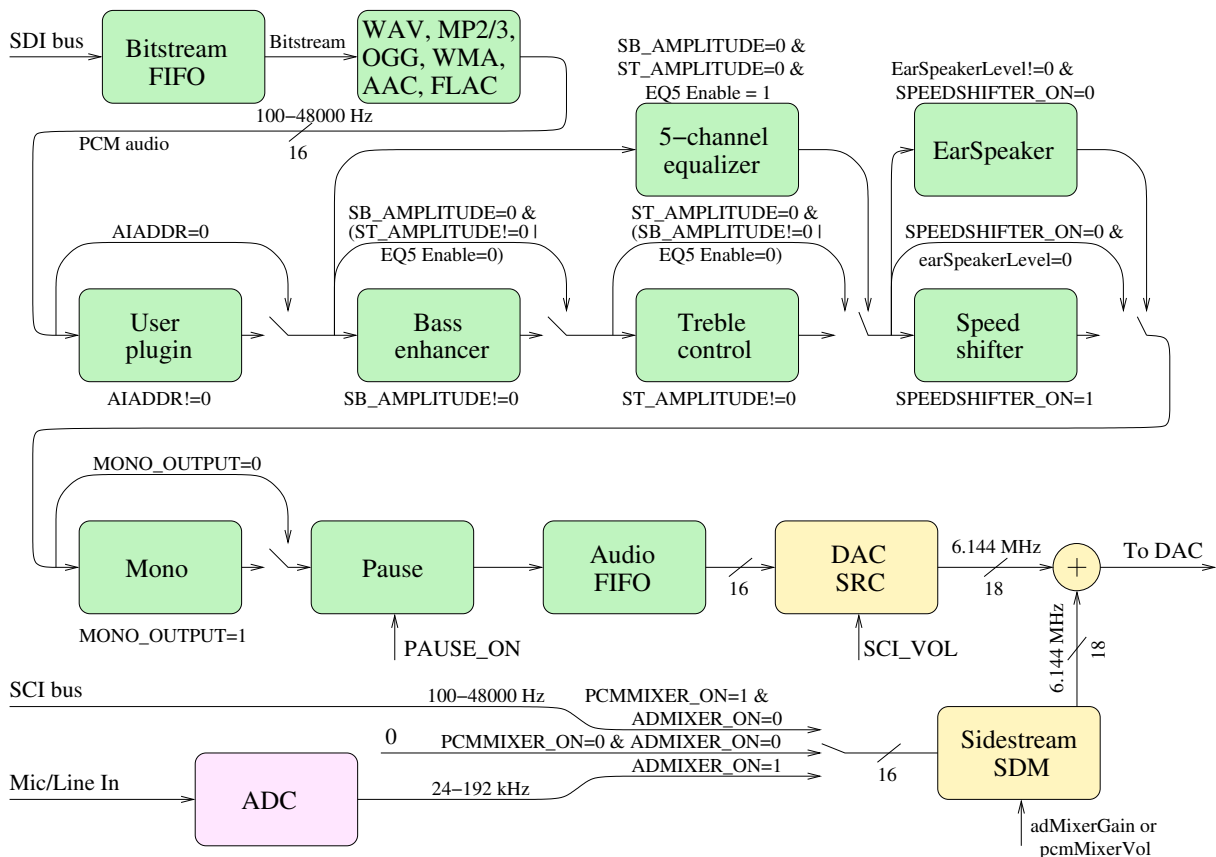 SDI bus
Bitstream
FIFO
Bitstream
WAV, MP2/3,
OGG, WMA,
AAC, FLAC
100−48000 Hz
16
PCM audio
SB_AMPLITUDE=0 &
ST_AMPLITUDE=0 &
EQ5 Enable = 1
5−channel
equalizer
EarSpeakerLevel!=0 &
SPEEDSHIFTER_ON=0
EarSpeaker
AIADDR=0
User
plugin
AIADDR!=0
SB_AMPLITUDE=0 &
(ST_AMPLITUDE!=0 |
EQ5 Enable=0)
Bass
enhancer
SB_AMPLITUDE!=0
ST_AMPLITUDE=0 &
(SB_AMPLITUDE!=0 |
EQ5 Enable=0)
Treble
control
ST_AMPLITUDE!=0
SPEEDSHIFTER_ON=0 &
earSpeakerLevel=0
Speed
shifter
SPEEDSHIFTER_ON=1
MONO_OUTPUT=0
Mono
MONO_OUTPUT=1
Pause
PAUSE_ON
Audio
FIFO
16
DAC
SRC
SCI_VOL
6.144 MHz
18
+
To DAC
6.144 MHz
18
SCI bus
100−48000 Hz
PCMMIXER_ON=1 &
ADMIXER_ON=0
0
PCMMIXER_ON=0 & ADMIXER_ON=0
ADMIXER_ON=1
16
Sidestream
SDM
Mic/Line In
ADC
24−192 kHz
adMixerGain or
pcmMixerVol